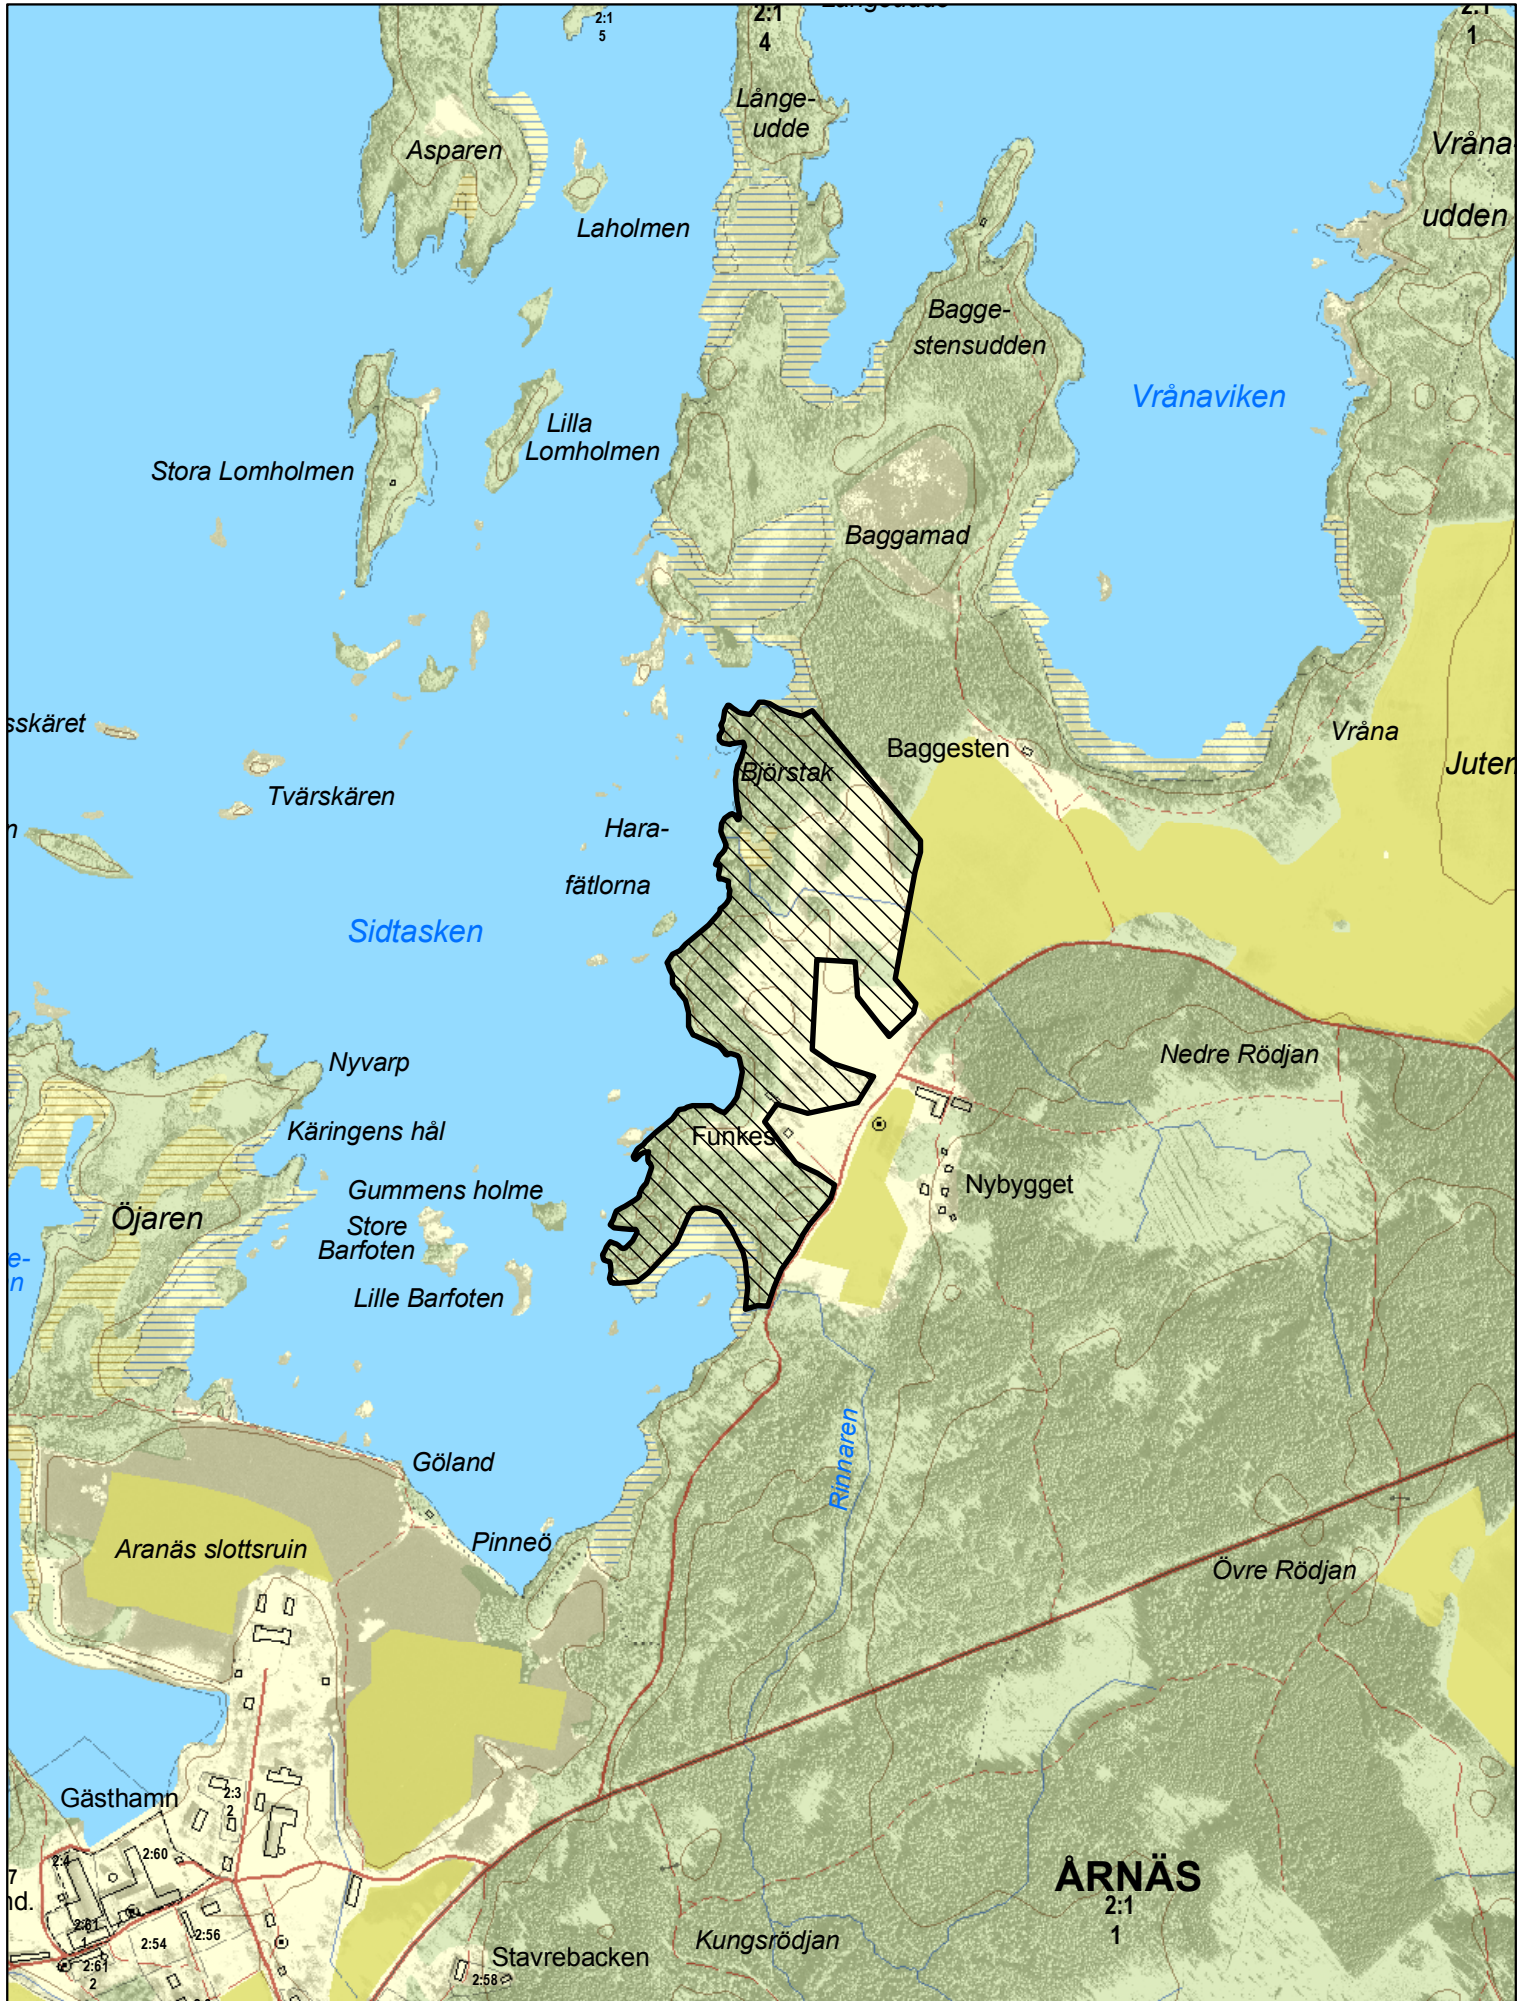 2:1
5
2:1
4
1
Långe-
udde
Asparen
Vråna-
udden
Laholmen
Bagge-
stensudden
Vrånaviken
Lilla
Lomholmen
Stora Lomholmen
Baggamad
sskäret
Vråna
Baggesten
Juten
Björstak
Tvärskären
Hara-
fätlorna
Sidtasken
Nyvarp
Nedre Rödjan
Käringens hål
Funkes
Nybygget
Gummens holme
Öjaren
Store
Barfoten
e-
n
Lille Barfoten
Rinnaren
Göland
Pinneö
Aranäs slottsruin
Övre Rödjan
Gästhamn
2:3
2
2:60
2:4
7
nd.
ÅRNÄS
2:1
1
2:61
1
2:56
2:54
Kungsrödjan
Stavrebacken
2:61
2
2:58